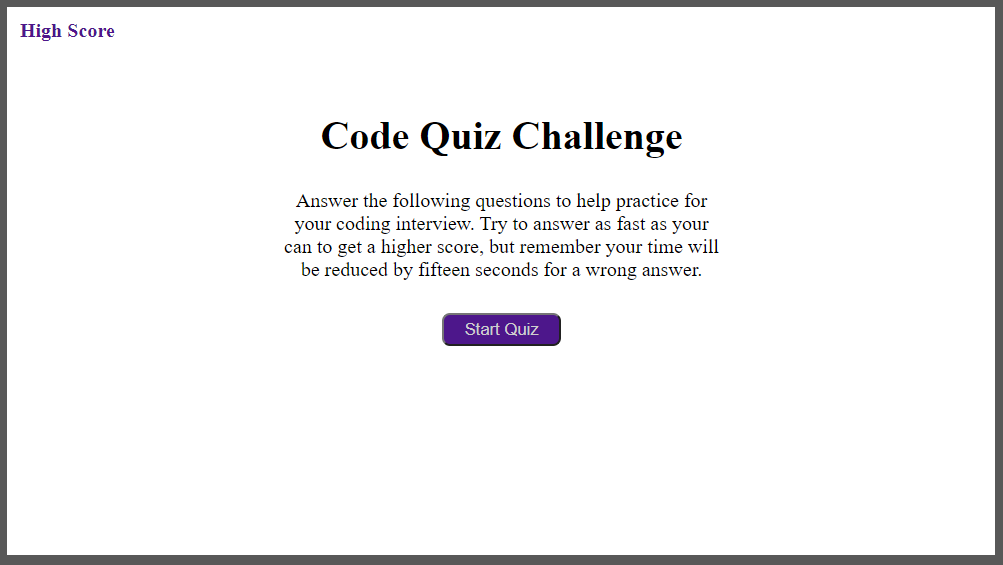 High Score
Code Quiz Challenge
Answer the following questions to help practice for
your coding interview. Try to answer as fast as your
can to get a higher score, but remember your time will
be reduced by fifteen seconds for a wrong answer.
Start Quiz